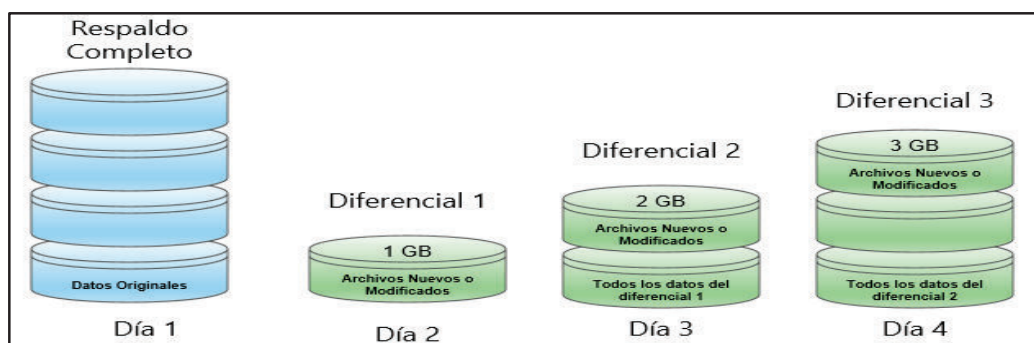 Respaldo
Completo
Datos Originales
Día 1
Diferencial 1
1 GB
Archivos Nuevos o
Modificados
Día 2
Diferencial 2
2 GB
Archivos Nuevos o
Modificados
Todos los datos del
diferencial 1
Día 3
Diferencial 3
3 GB
Archivos Nuevos o
Modificados
Todos los datos del
diferencial 2
Día 4